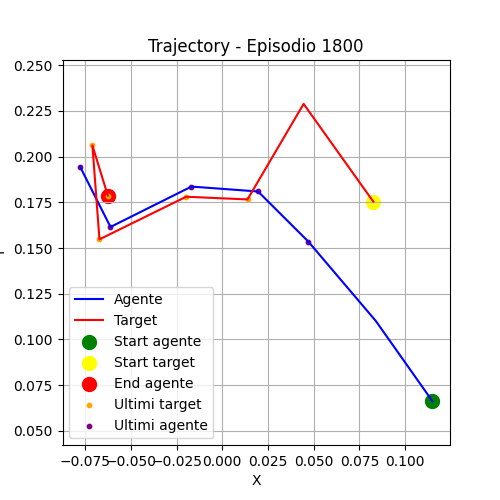 Trajectory - Episodio 1800
0.250
0.225
0.200
0.175
0.150
0.125
0.100
0.075
0.050
Agente
Target
Start agente
Start target
End agente
Ultimi target
Ultimi agente
−0.075 −0.050 −0.025 0.000 0.025 0.050 0.075 0.100
X